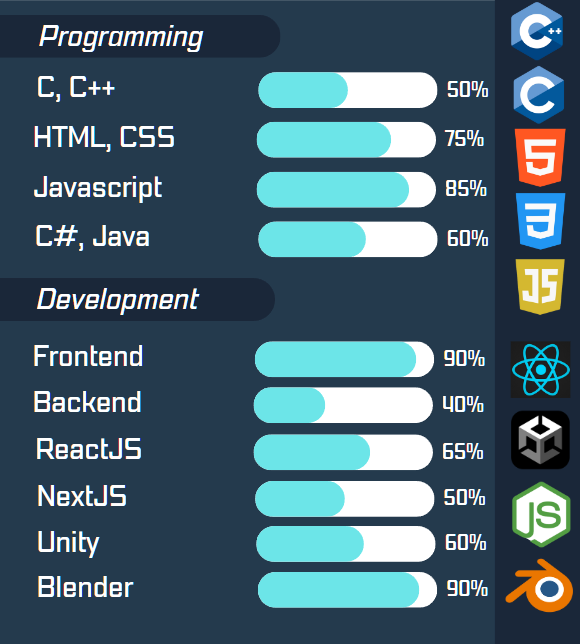 Programming
C, C++ 50%
HTML, CSS 75%
Javascript 85%
C#, Java 60%
Development
Frontend 90%
Backend 40%
ReactJS 65%
NextJS 50%
Unity 60%
Blender 90%
C++
C
5
3
JS
JS